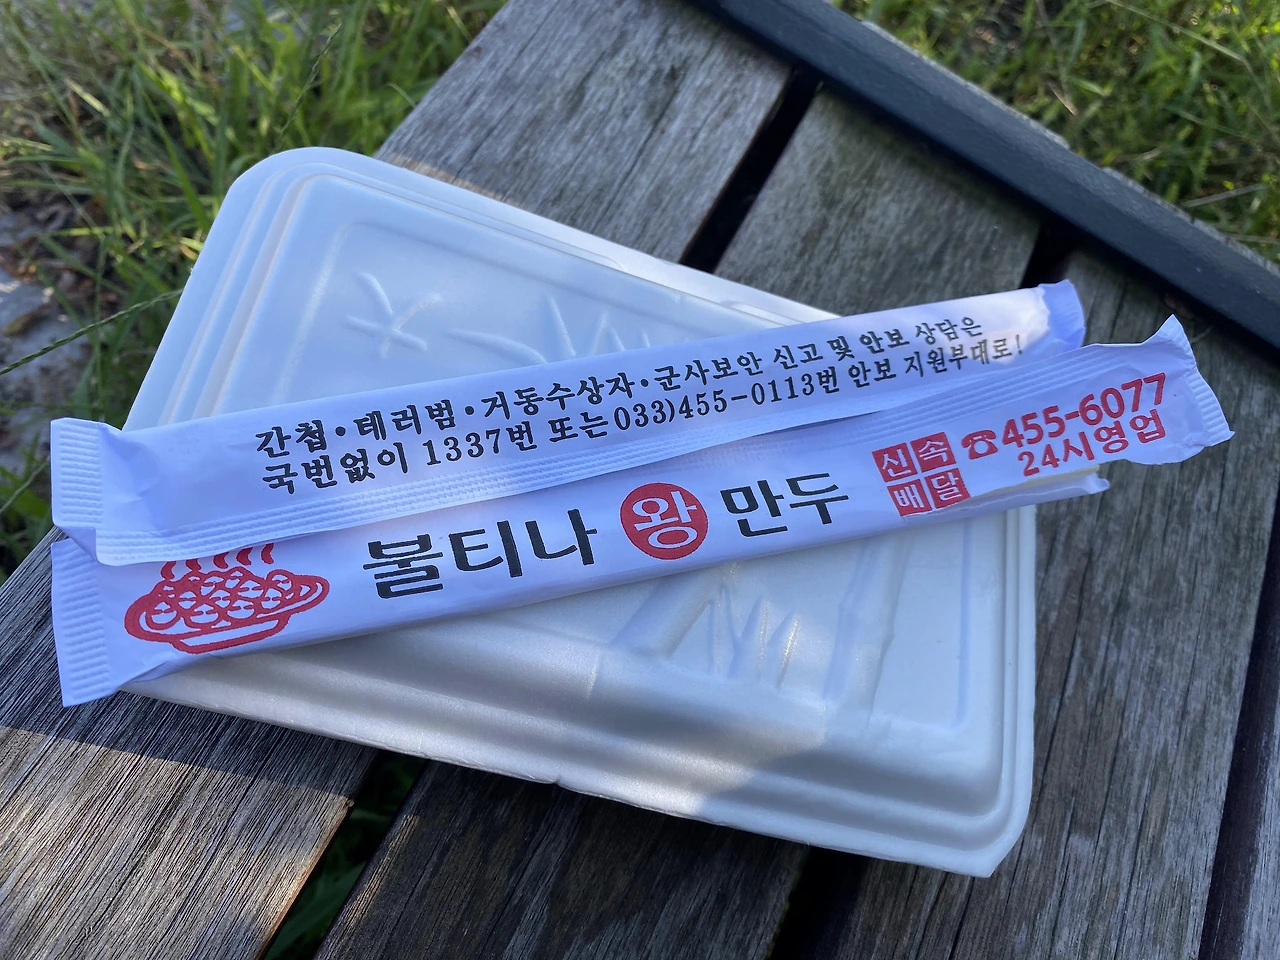 간첩•테러범•거동수상자•군사보안 신고 및 안보 상담은
국번없이 1337번 또는 033)455-0113번 안보 지원부대로!
불티나 왕 만두
신속
배달
☎455-6077
24시영업